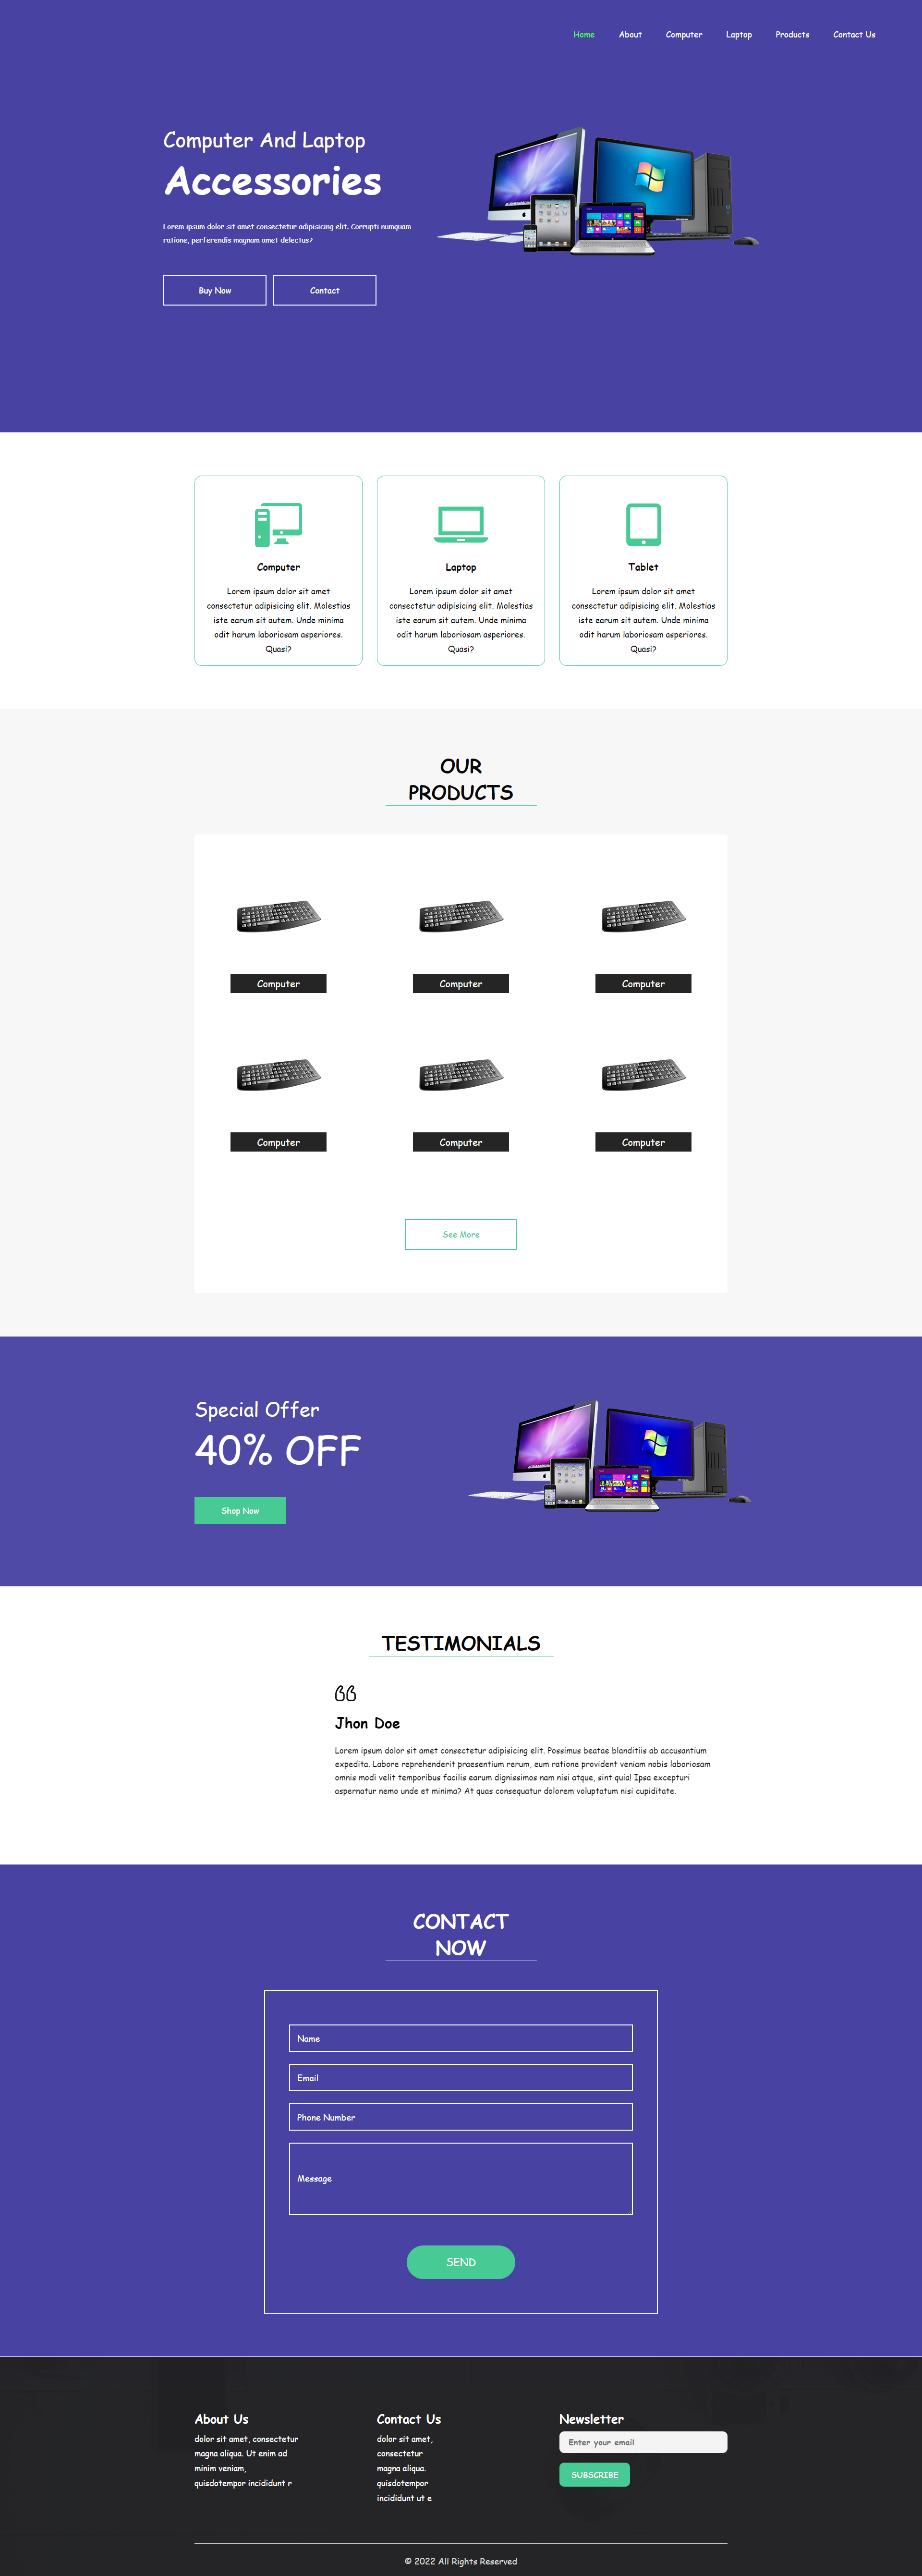 Home About Computer Laptop Products Contact Us
Computer And Laptop
Accessories
Lorem ipsum dolor sit amet consectetur adipisicing elit. Corrupti numquam
ratione, perferendis magnam amet delectus?
Buy Now Contact
Computer
Lorem ipsum dolor sit amet
consectetur adipisicing elit. Molestias
iste earum sit autem. Unde minima
odit harum laboriosam asperiores.
Quasi?
Laptop
Lorem ipsum dolor sit amet
consectetur adipisicing elit. Molestias
iste earum sit autem. Unde minima
odit harum laboriosam asperiores.
Quasi?
Tablet
Lorem ipsum dolor sit amet
consectetur adipisicing elit. Molestias
iste earum sit autem. Unde minima
odit harum laboriosam asperiores.
Quasi?
OUR
PRODUCTS
Computer Computer Computer
Computer Computer Computer
See More
Special Offer
40% OFF
Shop Now
TESTIMONIALS
Jhon Doe
Lorem ipsum dolor sit amet consectetur adipisicing elit. Possimus beatae blanditiis ab accusantium
expedita. Labore reprehenderit praesentium rerum, eum ratione provident veniam nobis laboriosam
omnis modi velit temporibus facilis earum dignissimos nam nisi atque, sint quia! Ipsa excepturi
aspernatur nemo unde et minima? At quas consequatur dolorem voluptatum nisi cupiditate.
CONTACT
NOW
Name
Email
Phone Number
Message
SEND
About Us
dolor sit amet, consectetur
magna aliqua. Ut enim ad
minim veniam,
quisdotempor incididunt r
Contact Us
dolor sit amet,
consectetur
magna aliqua.
quisdotempor
incididunt ut e
Newsletter
Enter your email
SUBSCRIBE
© 2022 All Rights Reserved